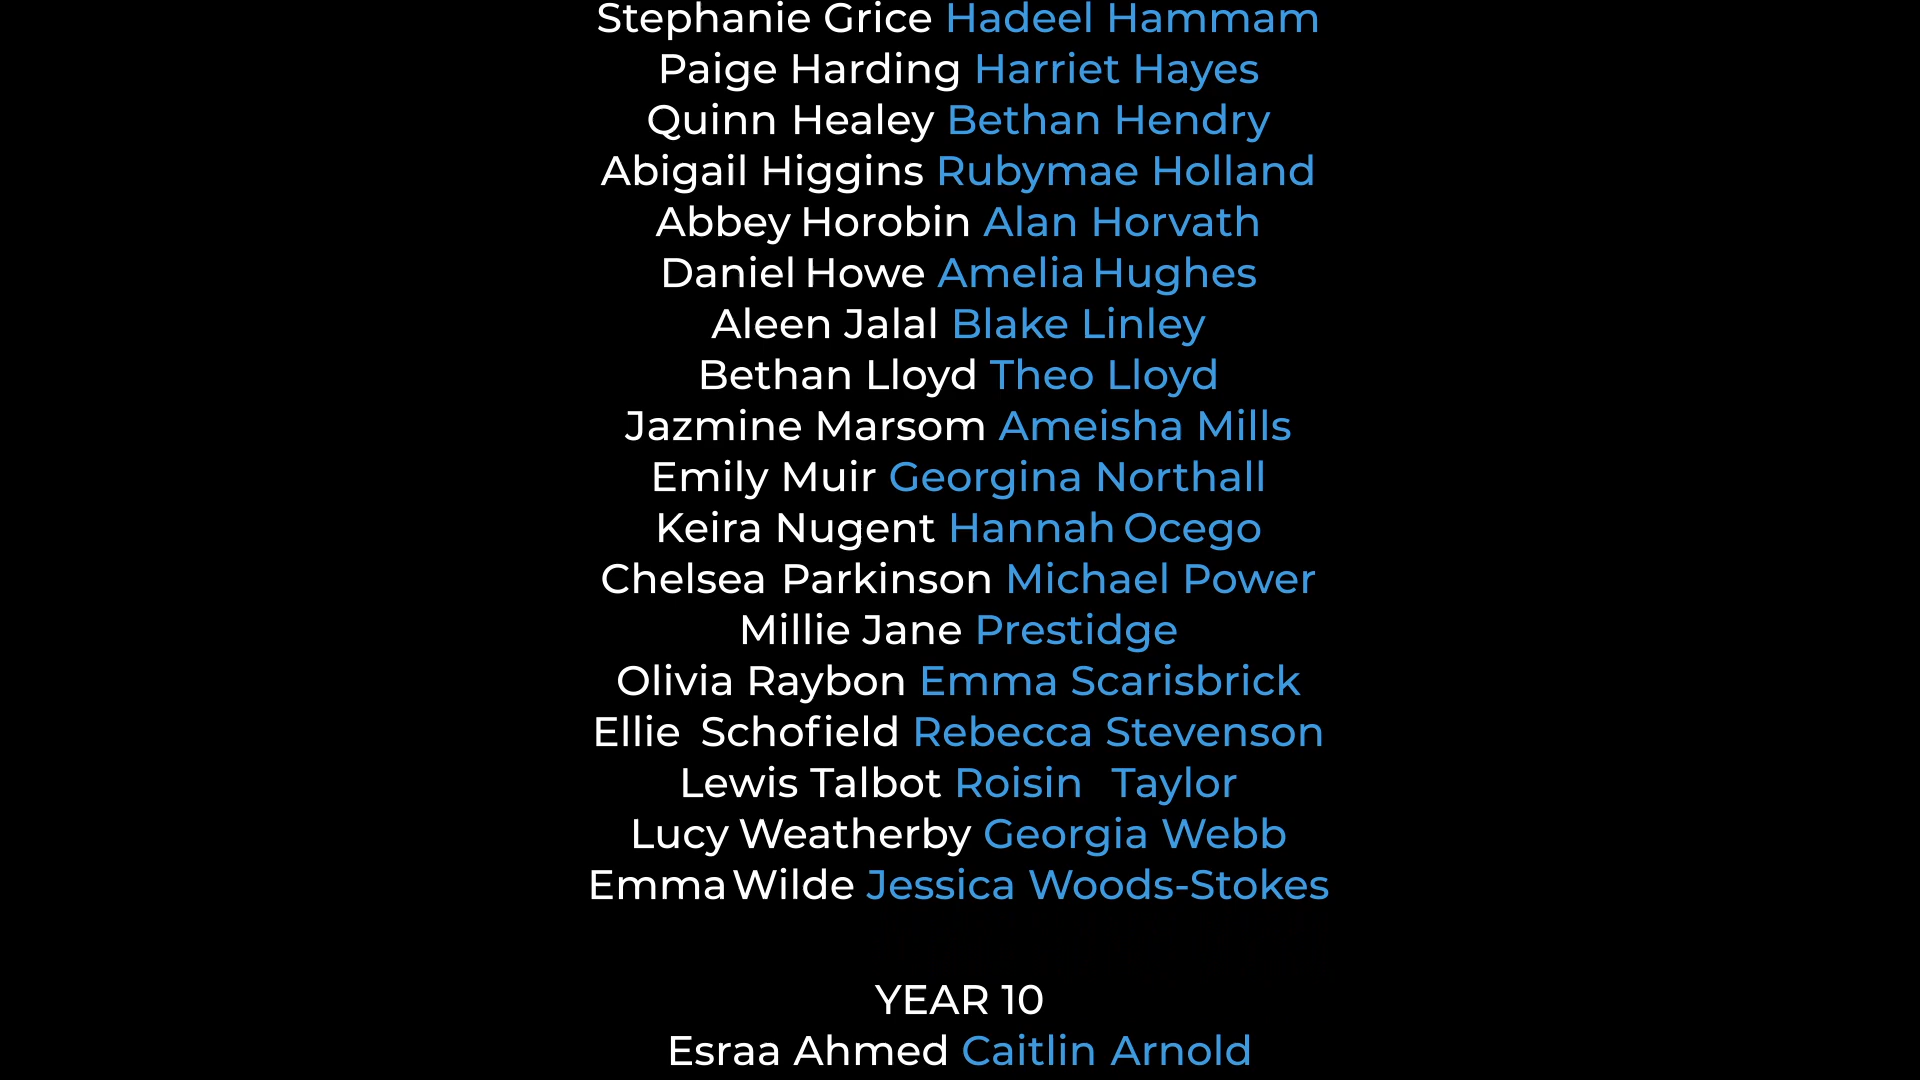 Stephanie Grice Hadeel Hammam
Paige Harding Harriet Hayes
Quinn Healey Bethan Hendry
Abigail Higgins Rubymae Holland
Abbey Horobin Alan Horvath
Daniel Howe Amelia Hughes
Aleen Jalal Blake Linley
Bethan Lloyd Theo Lloyd
Jazmine Marsom Ameisha Mills
Emily Muir Georgina Northall
Keira Nugent Hannah Ocego
Chelsea Parkinson Michael Power
Millie Jane Prestidge
Olivia Raybon Emma Scarisbrick
Ellie Schofield Rebecca Stevenson
Lewis Talbot Roisin Taylor
Lucy Weatherby Georgia Webb
Emma Wilde Jessica Woods-Stokes
YEAR 10
Esraa Ahmed Caitlin Arnold